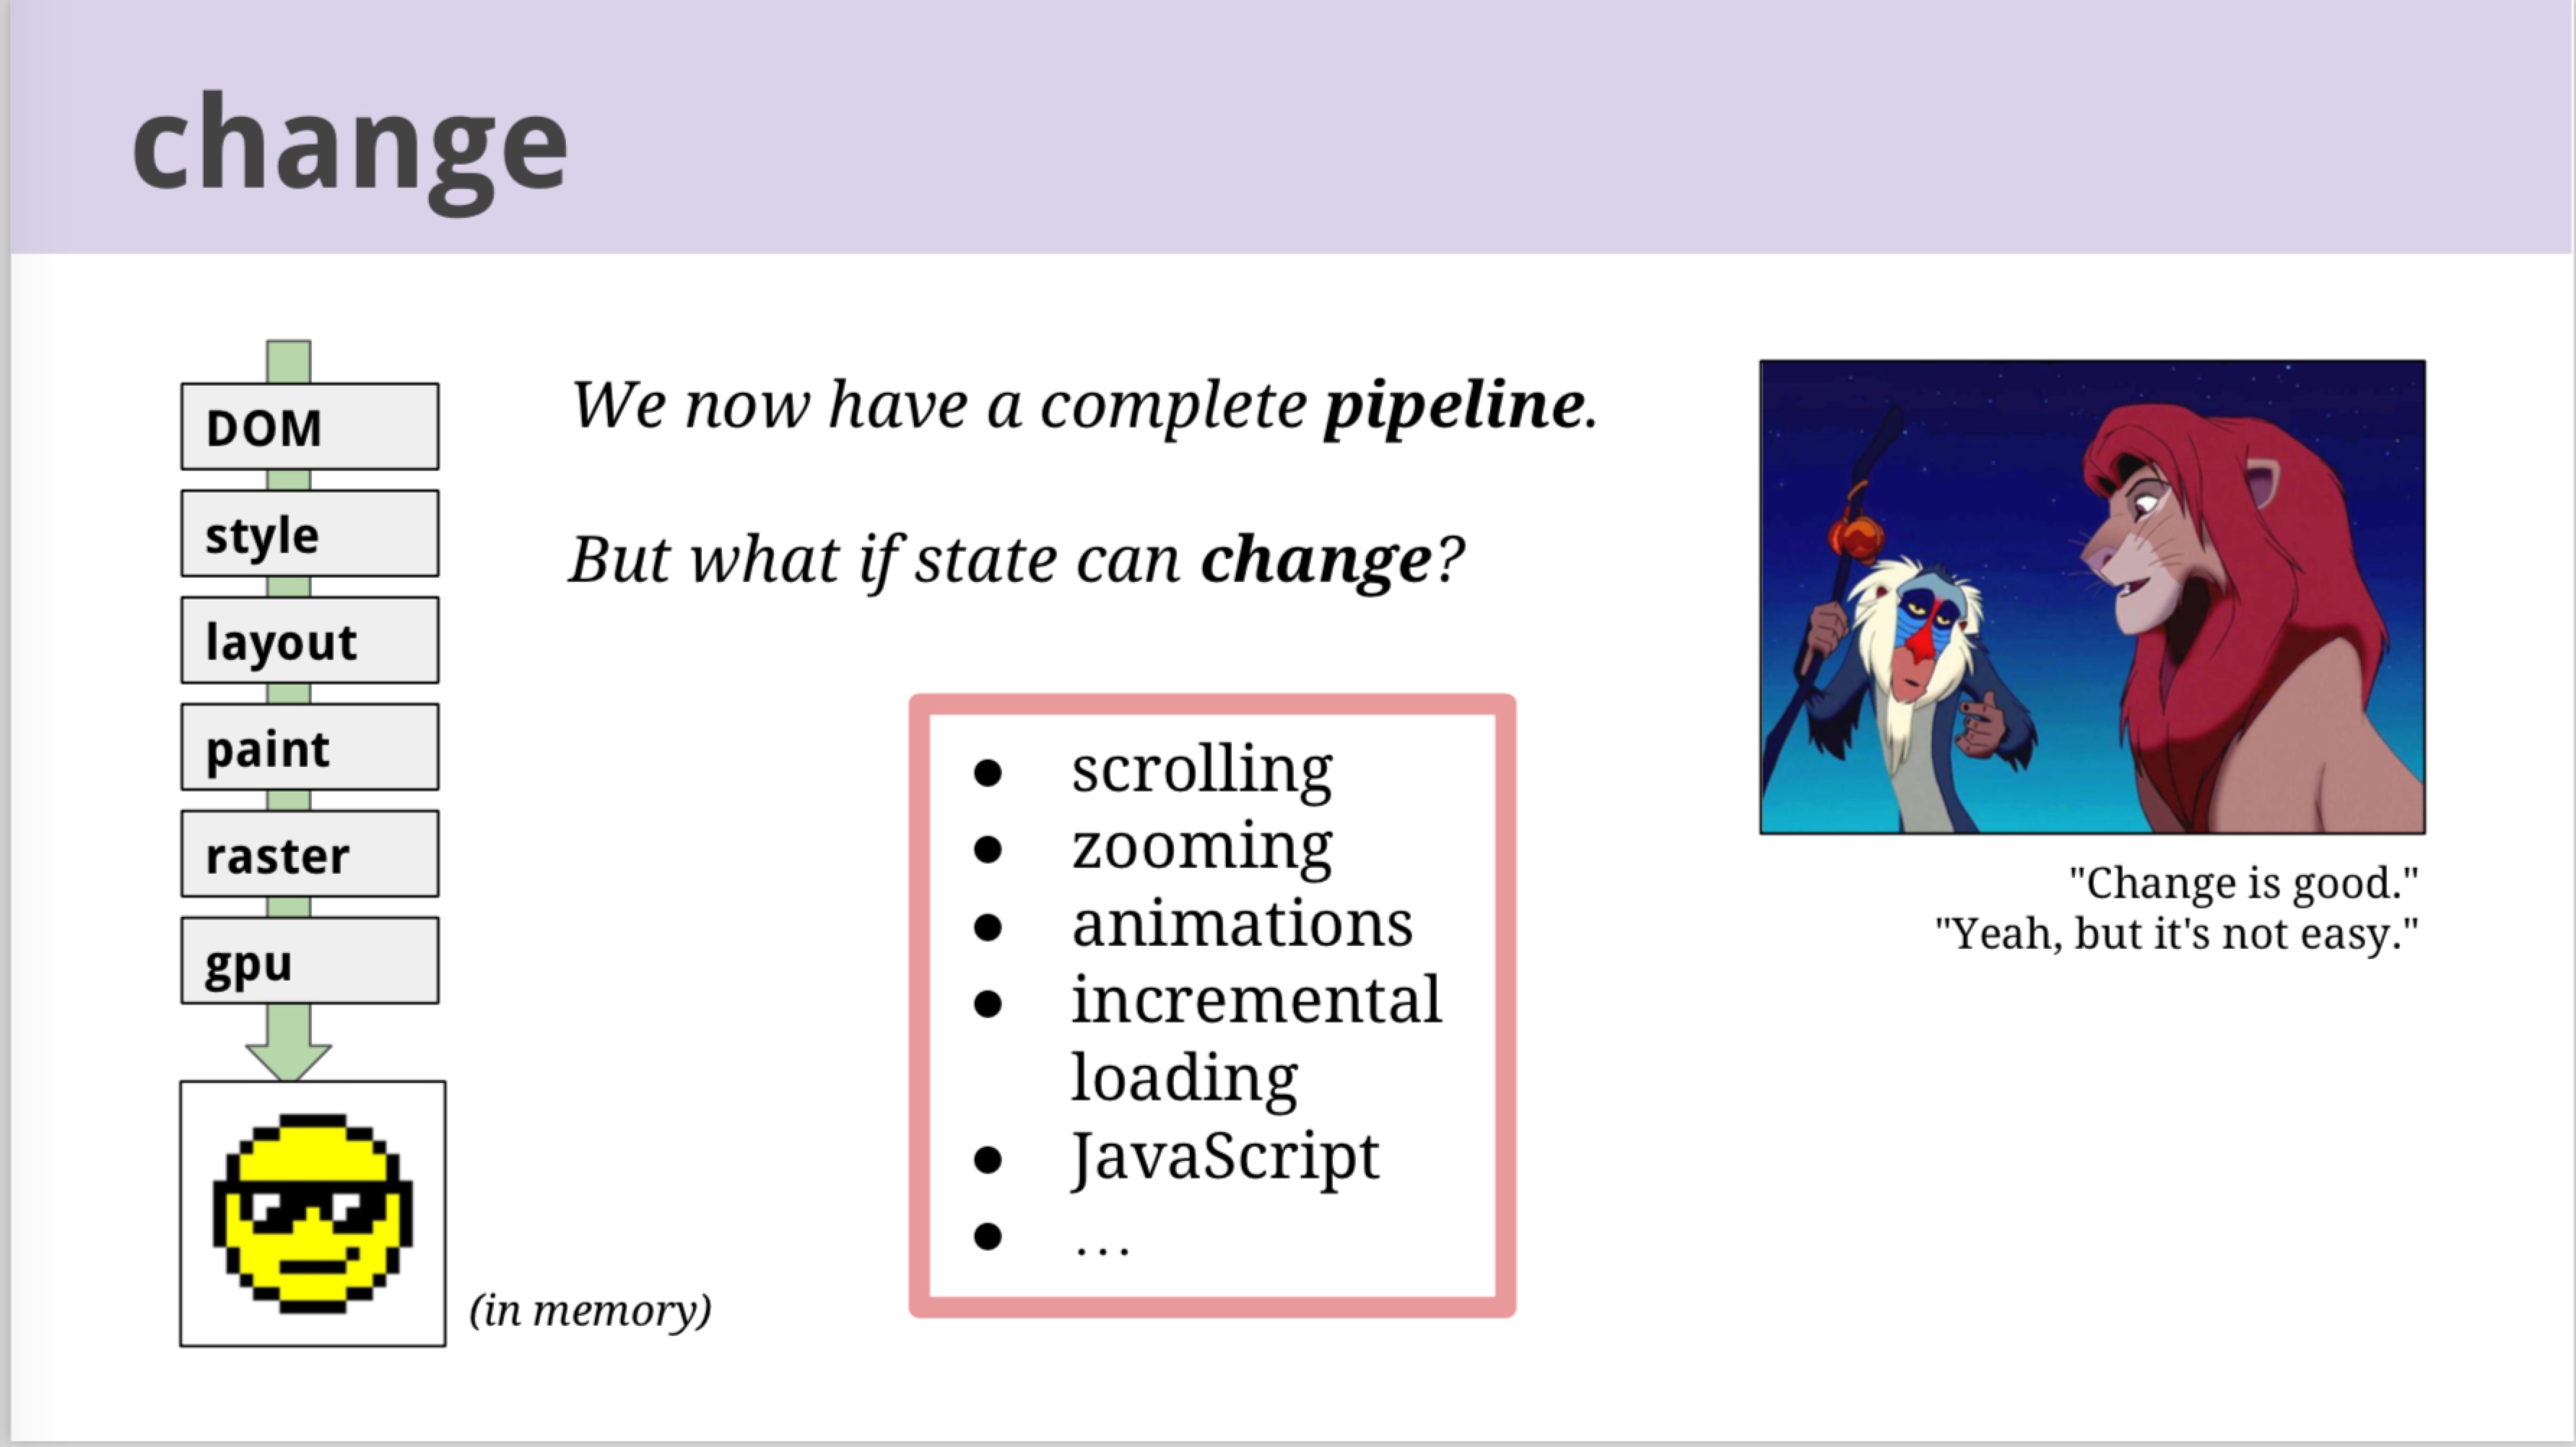 change
DOM
style
layout
paint
raster
gpu
(in memory)
We now have a complete pipeline.
But what if state can change?
● scrolling
● zooming
● animations
● incremental
loading
● JavaScript
● …
"Change is good."
"Yeah, but it's not easy."